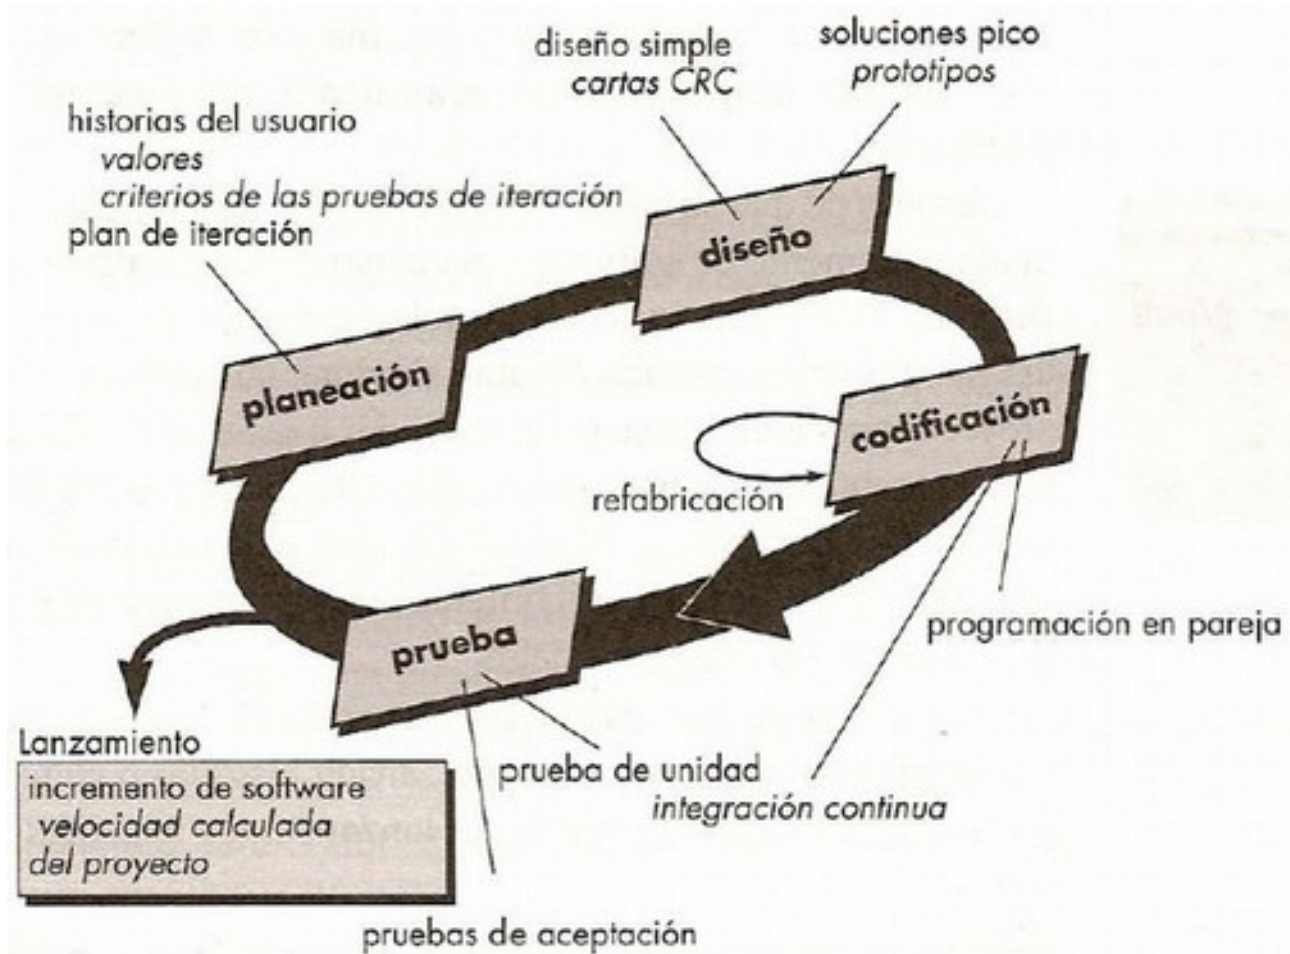 diseño simple
cartas CRC
soluciones pico
prototipos
historias del usuario
valores
criterios de las pruebas de iteración
plan de iteración
diseño
planeación
codificación
refabricación
programación en pareja
prueba
Lanzamiento
incremento de software
velocidad calculada
del proyecto
prueba de unidad
integración continua
pruebas de aceptación